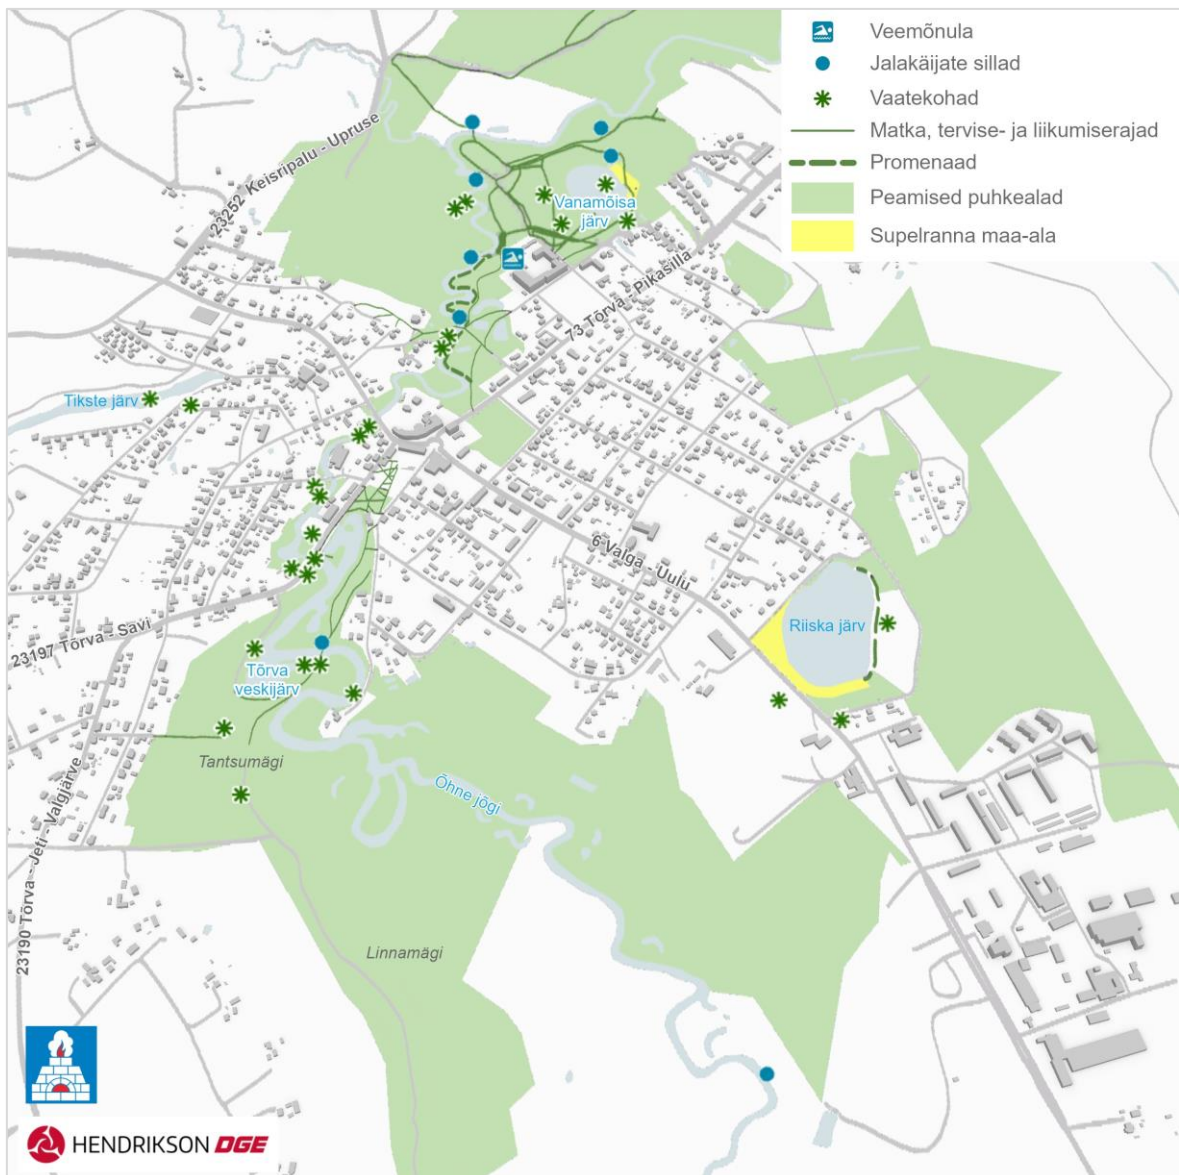 Veemõnula
Jalakäijate sillad
Vaatekohad
Matka, tervise- ja liikumiserajad
Promenaad
Peamised puhkealad
Supelranna maa-ala
23252 Keisripalu - Upruse
Vanamõisa
järv
73 Tõrva - Pikasilla
Tikste järv
6 Valga - Uulu
Riiska järv
23197 Tõrva - Savi
Tõrva
veskijärv
Tantsumägi
Õhne jõgi
23190 Tõrva - Jeti - Valgjärve
Linnamägi
HENDRIKSON DGE